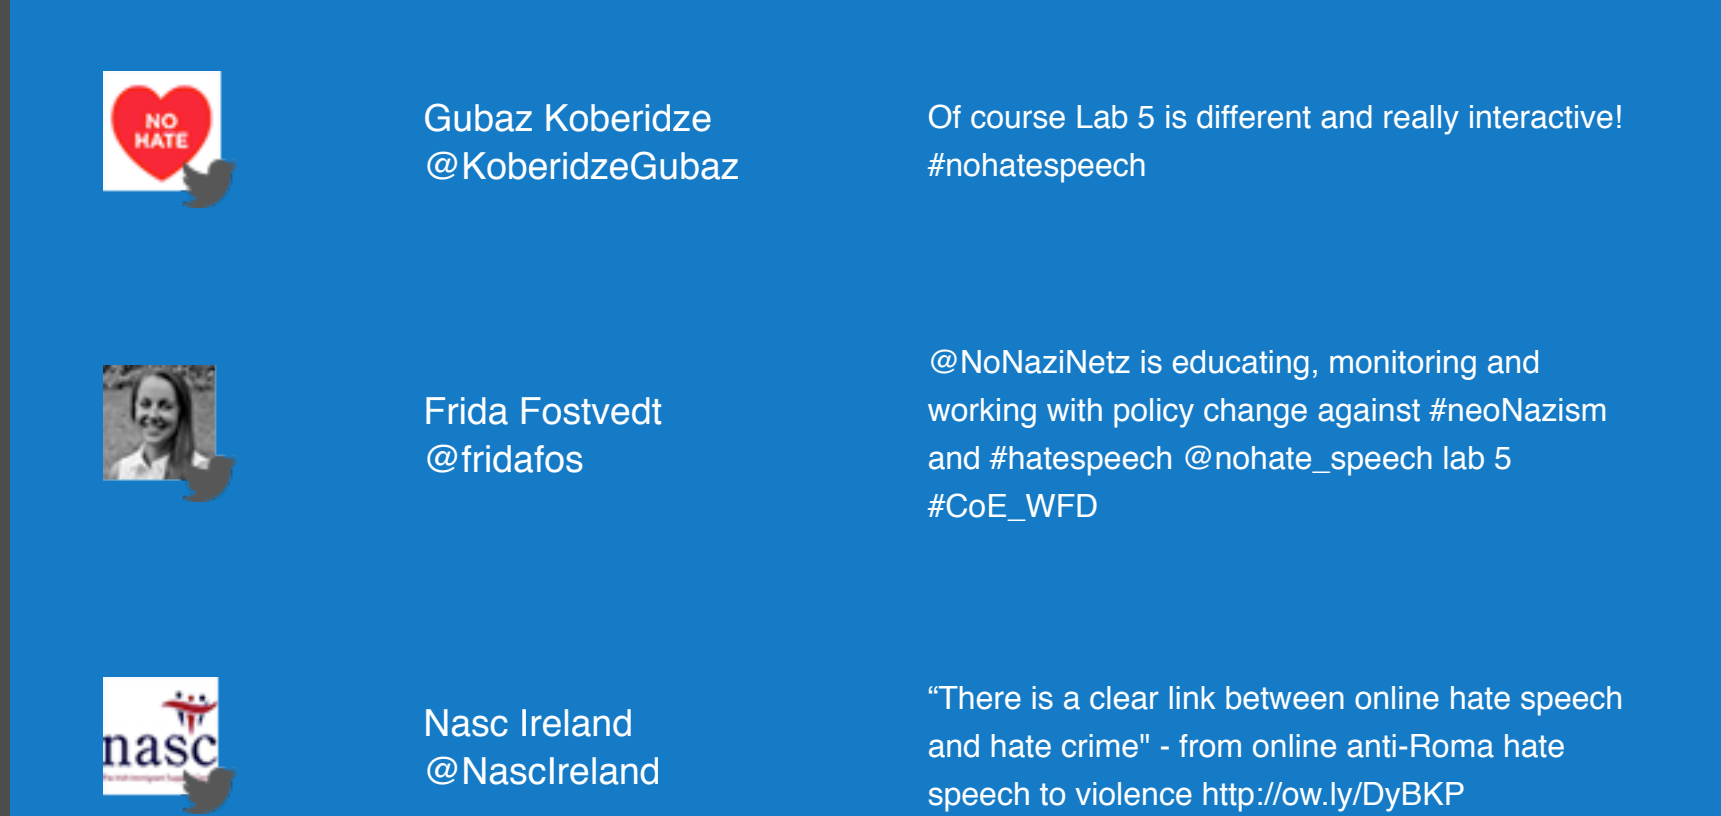 NO
HATE
Gubaz Koberidze
@KoberidzeGubaz
Of course Lab 5 is different and really interactive!
#nohatespeech
Frida Fostvedt
@fridafos
@NoNaziNetz is educating, monitoring and
working with policy change against #neoNazism
and #hatespeech @nohate_speech lab 5
#CoE_WFD
nasc
Nasc Ireland
@NascIreland
“There is a clear link between online hate speech
and hate crime" - from online anti-Roma hate
speech to violence http://ow.ly/DyBKP